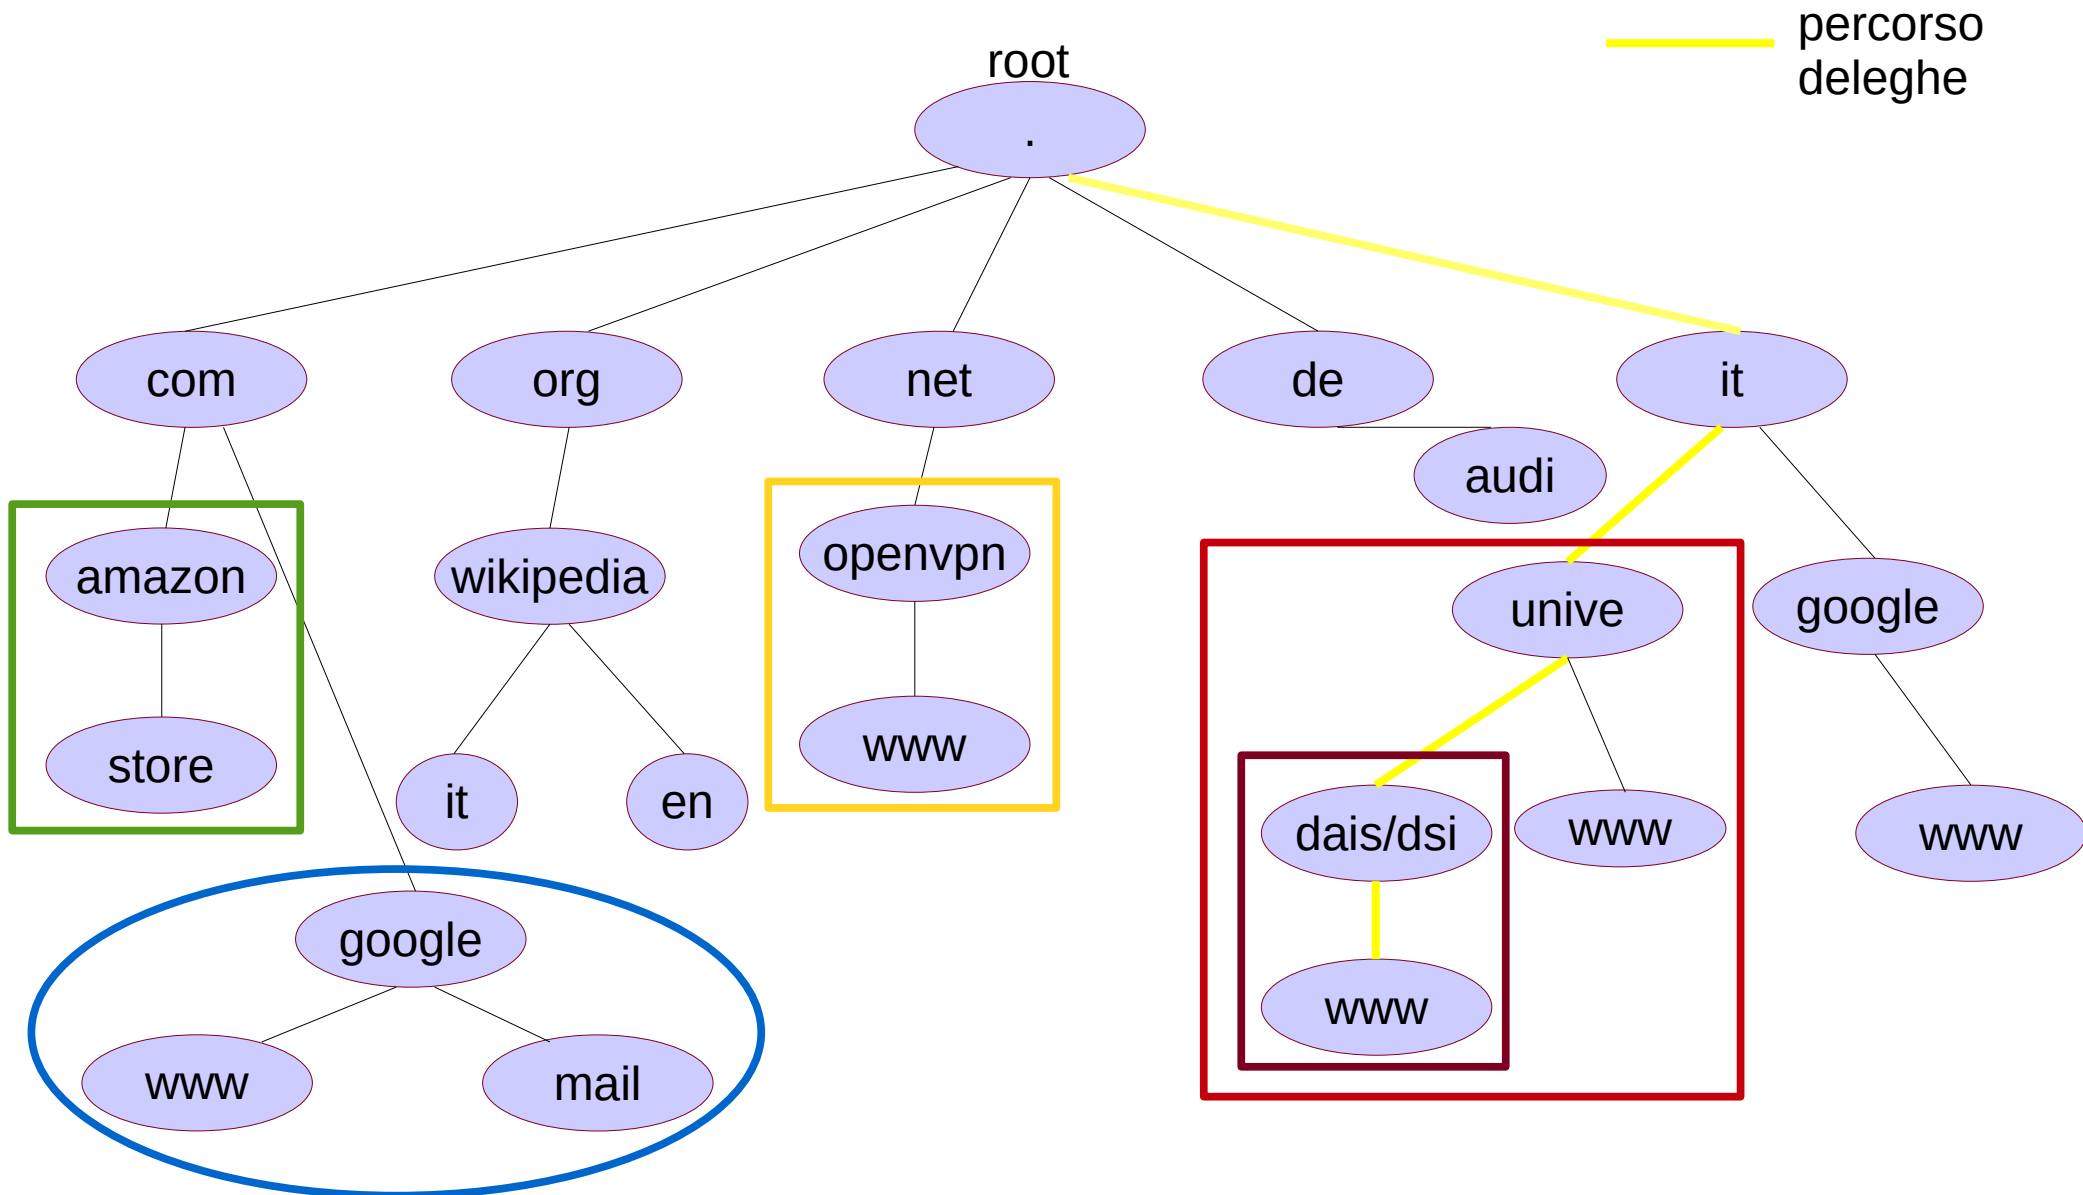 percorso
deleghe
root
.
com
org
net
de
it
audi
amazon
wikipedia
openvpn
unive
google
store
it
en
www
dais/dsi
www
www
google
www
www
mail